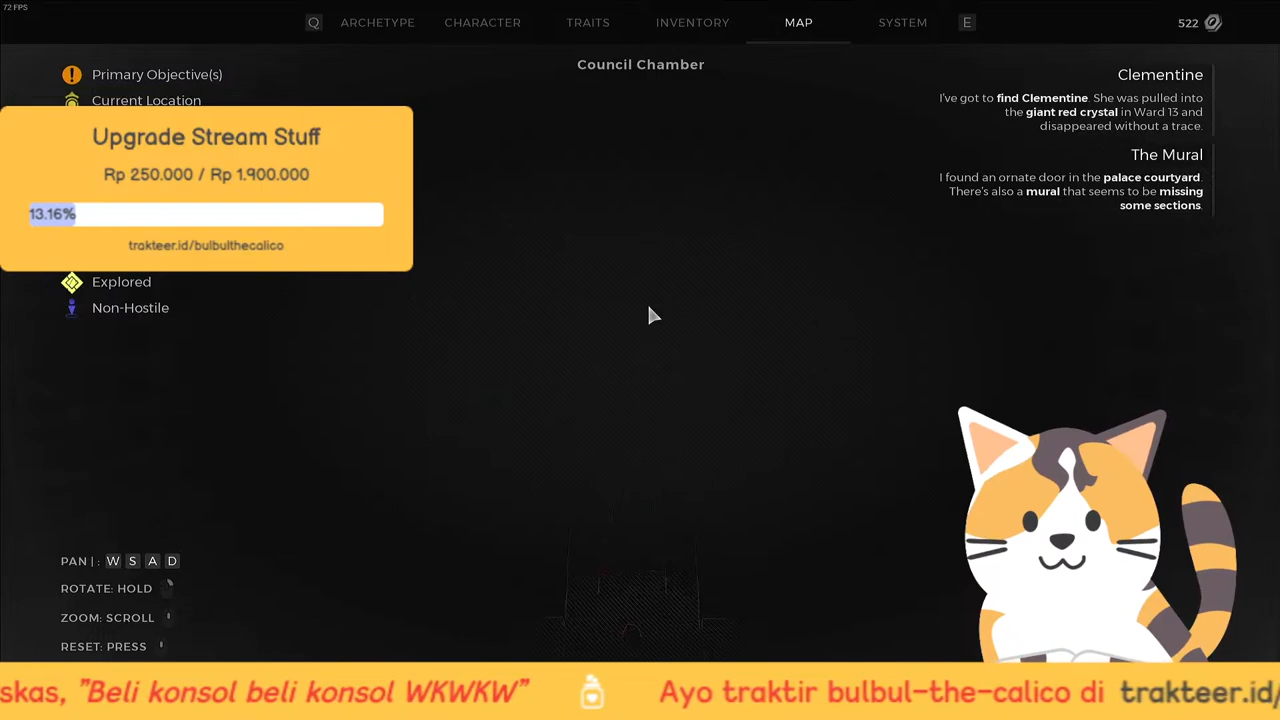 72 FPS
Q ARCHETYPE CHARACTER TRAITS INVENTORY MAP SYSTEM E 522
Council Chamber
Primary Objective(s)
Current Location
Upgrade Stream Stuff
Rp 250.000 / Rp 1.900.000
13.16%
trakteer.id/bulbulthecalico
Explored
Non-Hostile
Clementine
I've got to find Clementine. She was pulled into
the giant red crystal in Ward 13 and
disappeared without a trace.
The Mural
I found an ornate door in the palace courtyard.
There's also a mural that seems to be missing
some sections.
PAN | : W S A D
ROTATE: HOLD
ZOOM: SCROLL
RESET: PRESS
skas, "Beli konsol beli konsol WKWKW" Ayo traktir bulbul-the-calico di trakteer.id/